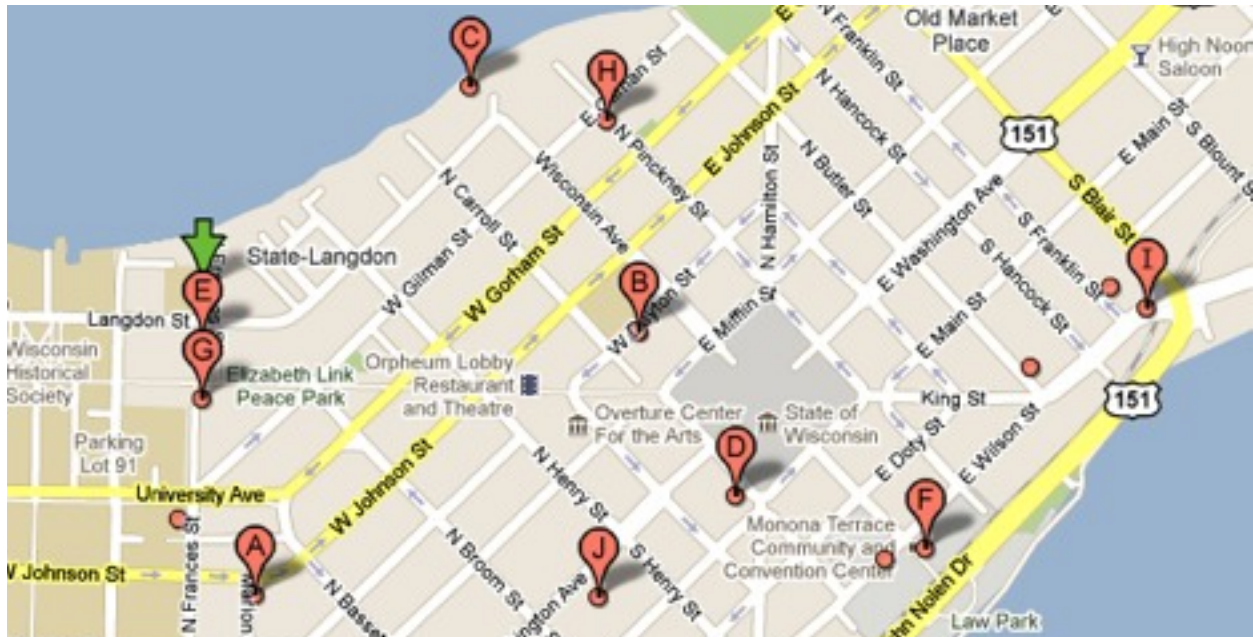 C
H
E Gilman St
Old Market
Place
N Franklin St
High Noon
Saloon
N Hancock St
E Johnson St
151
E Main St
S Blount St
N Pinckney St
N Hamilton St
N Butler St
Wisconsin Ave
N Carroll St
E Washington Ave
S Blair St
State-Langdon
W Gilman St
W Gorham St
S Franklin St
S Hancock St
I
E
B
Langdon St
W Dayton St
E Mifflin St
E Main St
G
Wisconsin
Historical
Society
Elizabeth Link
Peace Park
Orpheum Lobby
Restaurant
and Theatre
King St
151
Overture Center
For the Arts
State of
Wisconsin
Parking
Lot 91
D
E Doty St
E Wilson St
University Ave
W Johnson St
N Henry St
F
Monona Terrace
Community and
Convention Center
A
J
W Johnson St
N Frances St
Marion
N Broom St
S Henry St
John Nolen Dr
Law Park